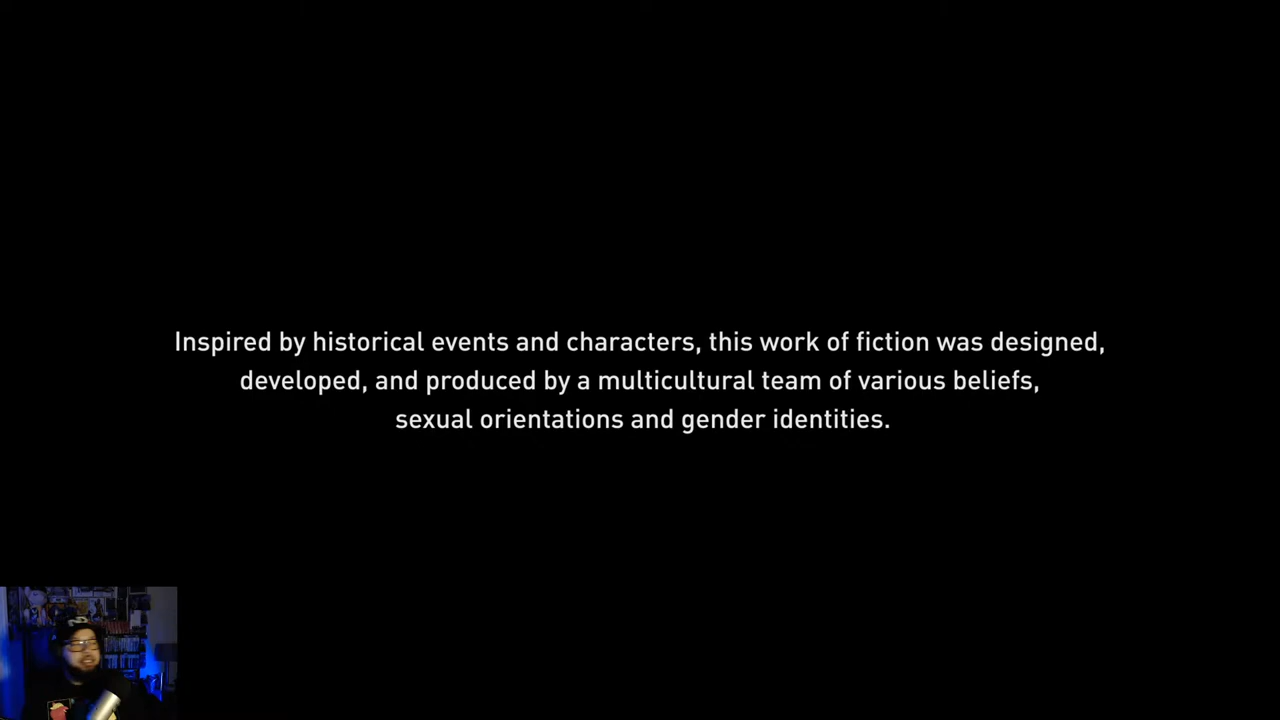 Inspired by historical events and characters, this work of fiction was designed,
developed, and produced by a multicultural team of various beliefs,
sexual orientations and gender identities.